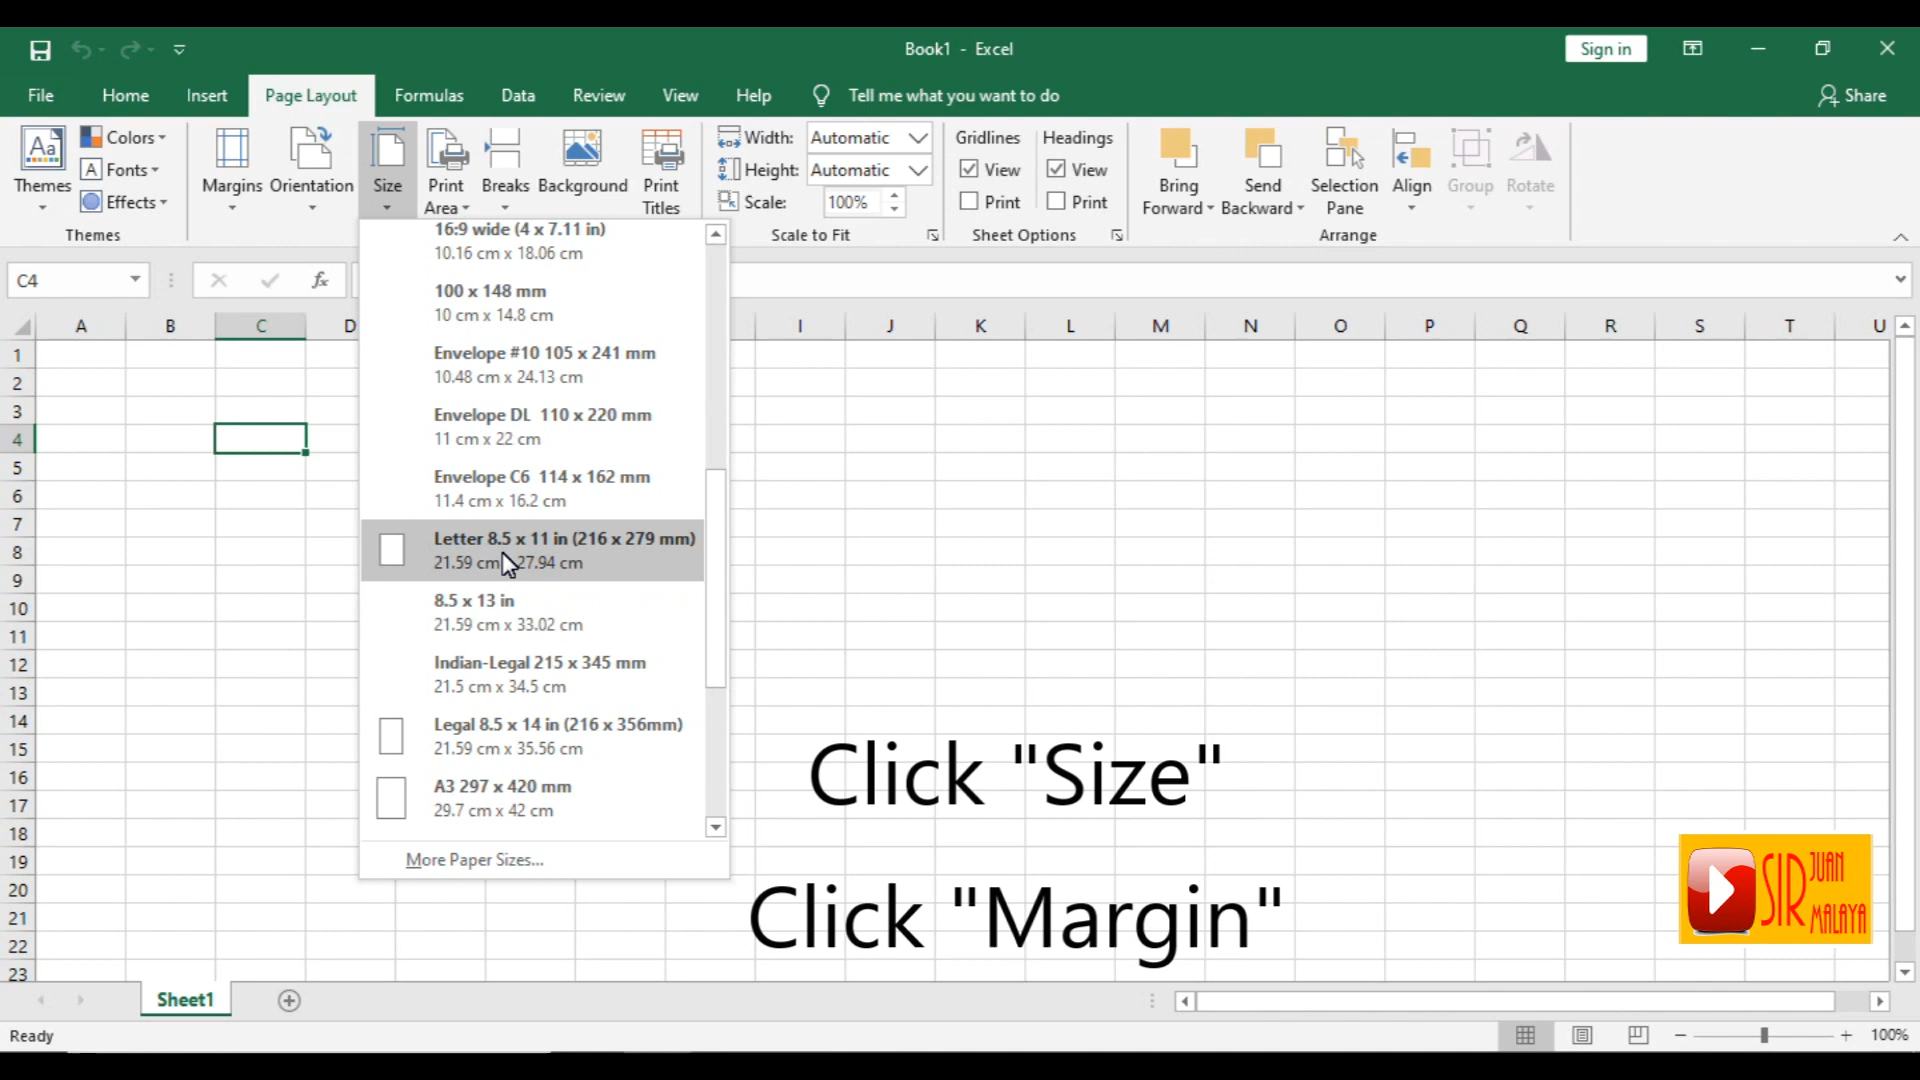 Book1 - Excel
Sign in
File Home Insert Page Layout Formulas Data Review View Help Tell me what you want to do Share
Aa Themes
Colors
A Fonts
Effects
Themes
Margins
Orientation
Size
Print Area
Breaks
Background
Print Titles
Width: Automatic
Height: Automatic
Scale: 100%
Scale to Fit
Gridlines
View
Print
Headings
View
Print
Sheet Options
Bring Forward
Send Backward
Selection Pane
Align
Group
Rotate
Arrange
C4
fx
A B C D I J K L M N O P Q R S T U
1
2
3
4
5
6
7
8
9
10
11
12
13
14
15
16
17
18
19
20
21
22
23
16:9 wide (4 x 7.11 in)
10.16 cm x 18.06 cm
100 x 148 mm
10 cm x 14.8 cm
Envelope #10 105 x 241 mm
10.48 cm x 24.13 cm
Envelope DL 110 x 220 mm
11 cm x 22 cm
Envelope C6 114 x 162 mm
11.4 cm x 16.2 cm
Letter 8.5 x 11 in (216 x 279 mm)
21.59 cm 27.94 cm
8.5 x 13 in
21.59 cm x 33.02 cm
Indian-Legal 215 x 345 mm
21.5 cm x 34.5 cm
Legal 8.5 x 14 in (216 x 356mm)
21.59 cm x 35.56 cm
A3 297 x 420 mm
29.7 cm x 42 cm
More Paper Sizes...
Click "Size"
Click "Margin"
SIR JUAN MALAYA
Sheet1
Ready
100%